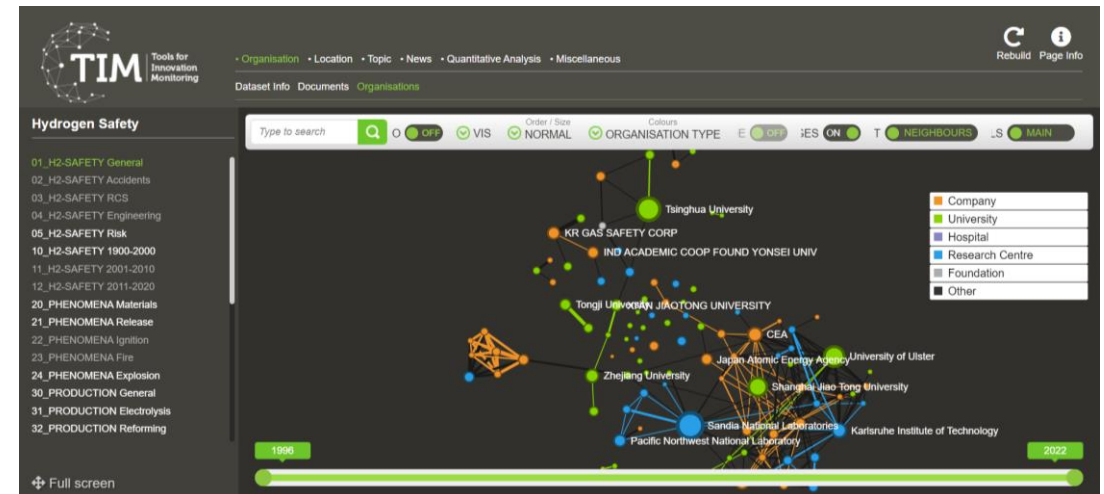 TIM
Tools for
Innovation
Monitoring
• Organisation • Location • Topic • News • Quantitative Analysis • Miscellaneous
Rebuild Page Info
Dataset Info Documents Organisations
Hydrogen Safety
01_H2-SAFETY General
02_H2-SAFETY Accidents
03_H2-SAFETY RCS
04_H2-SAFETY Engineering
05_H2-SAFETY Risk
10_H2-SAFETY 1900-2000
11_H2-SAFETY 2001-2010
12_H2-SAFETY 2011-2020
20_PHENOMENA Materials
21_PHENOMENA Release
22_PHENOMENA Ignition
23_PHENOMENA Fire
24_PHENOMENA Explosion
30_PRODUCTION General
31_PRODUCTION Electrolysis
32_PRODUCTION Reforming
Full screen
Type to search
O OFF
VIS
Order / Size
NORMAL
Colours
ORGANISATION TYPE
E OFF
SES ON
T NEIGHBOURS
LS MAIN
Company
University
Hospital
Research Centre
Foundation
Other
Tsinghua University
KR GAS SAFETY CORP
IND ACADEMIC COOP FOUND YONSEI UNIV
Tongji University
XIAN JIAOTONG UNIVERSITY
CEA
Japan Atomic Energy Agency
University of Ulster
Zhejiang University
Shanghai Jiao Tong University
Sandia National Laboratories
Karlsruhe Institute of Technology
Pacific Northwest National Laboratory
1996
2022